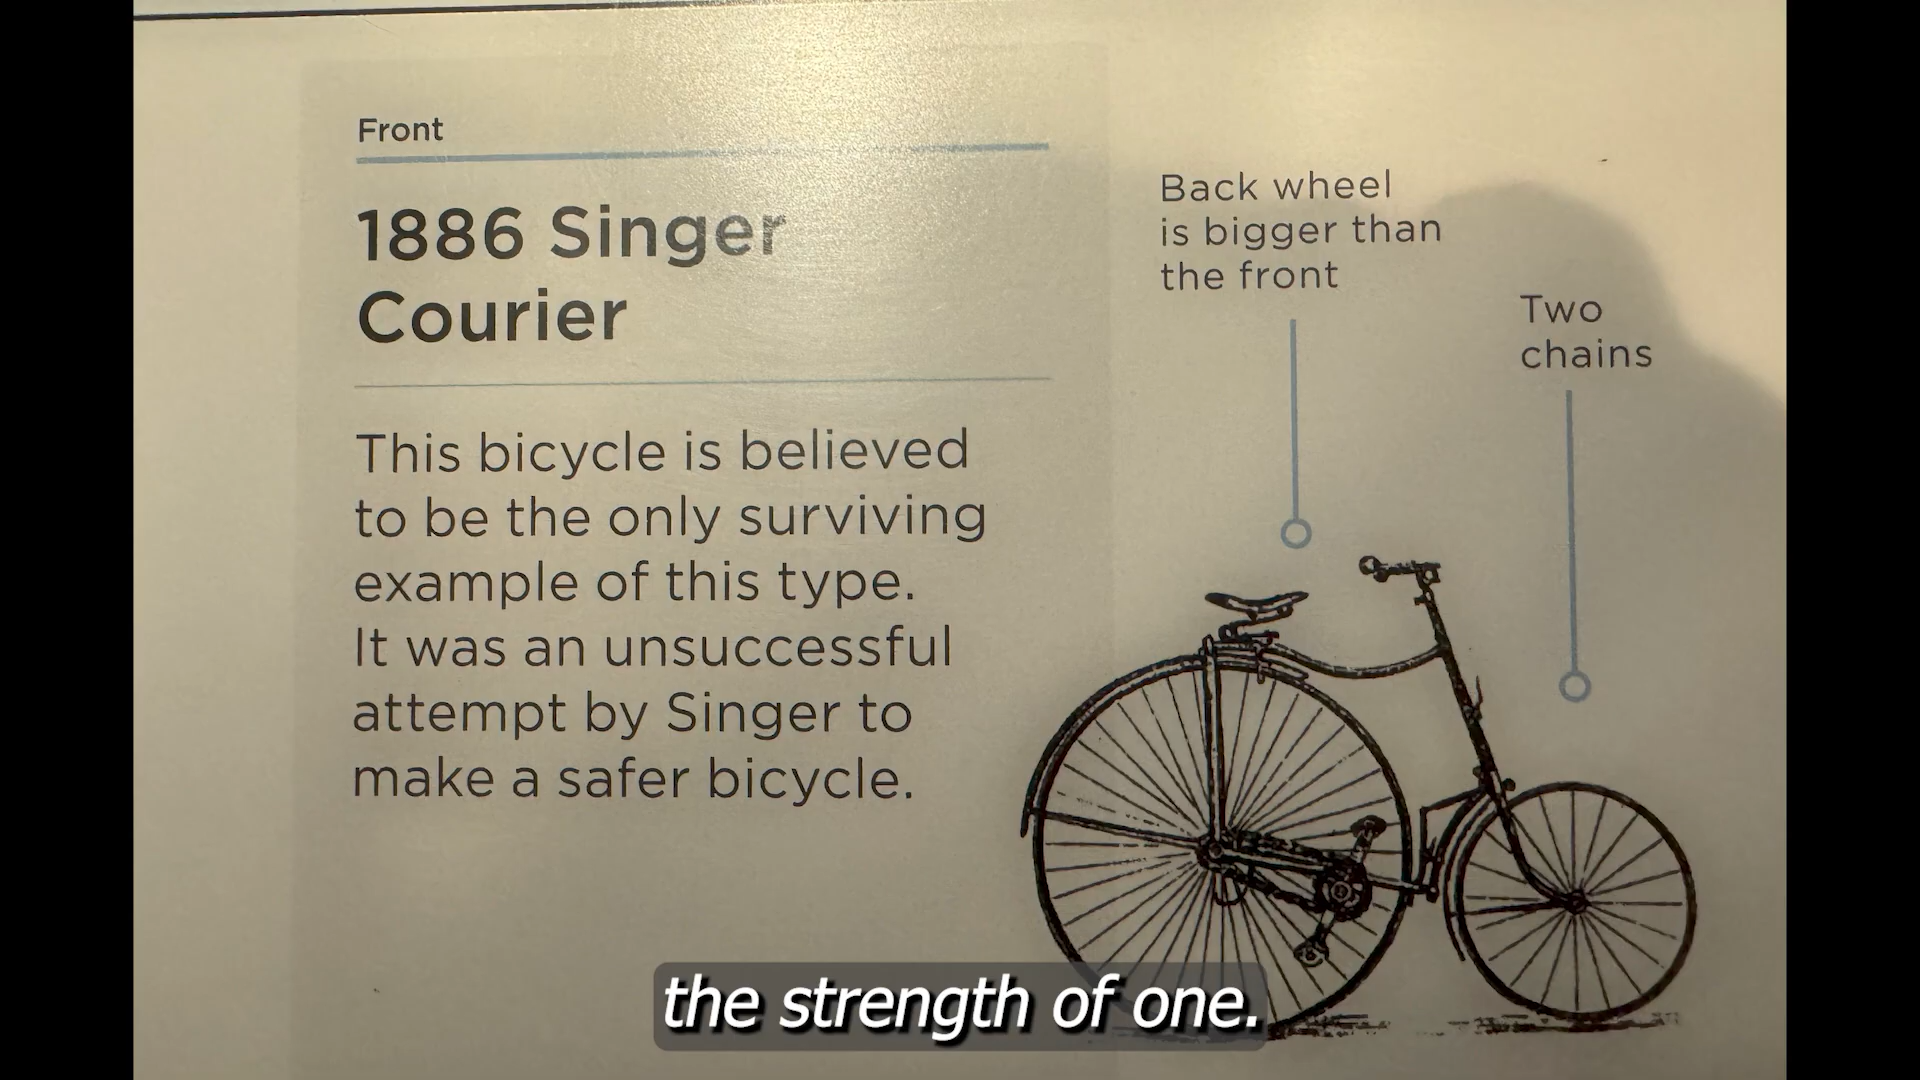 Front
1886 Singer
Courier
This bicycle is believed
to be the only surviving
example of this type.
It was an unsuccessful
attempt by Singer to
make a safer bicycle.
Back wheel
is bigger than
the front
Two
chains
the strength of one.